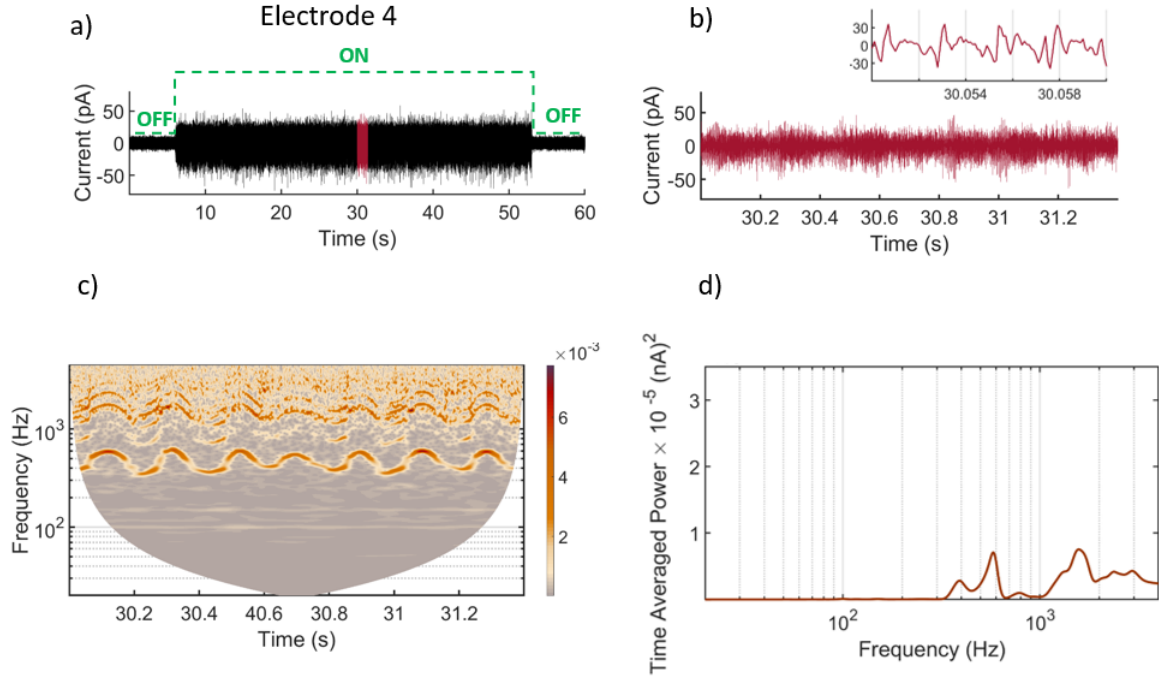 Electrode 4
a)
ON
OFF
OFF
50
0
-50
Current (pA)
10
20
30
40
50
60
Time (s)
b)
30
0
-30
30.054
30.058
50
0
-50
Current (pA)
30.2
30.4
30.6
30.8
31
31.2
Time (s)
c)
×10⁻³
6
4
2
10³
10²
Frequency (Hz)
30.2
30.4
40.6
30.8
31
31.2
Time (s)
d)
Time Averaged Power × 10⁻⁵ (nA)²
3
2
1
10²
10³
Frequency (Hz)